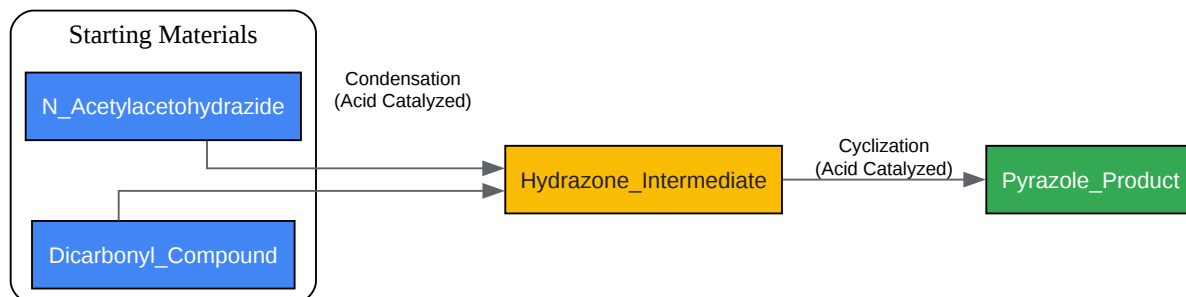 Starting Materials
N_Acetylacetohydrazide
Condensation
(Acid Catalyzed)
Hydrazone_Intermediate
Cyclization
(Acid Catalyzed)
Pyrazole_Product
Dicarbonyl_Compound